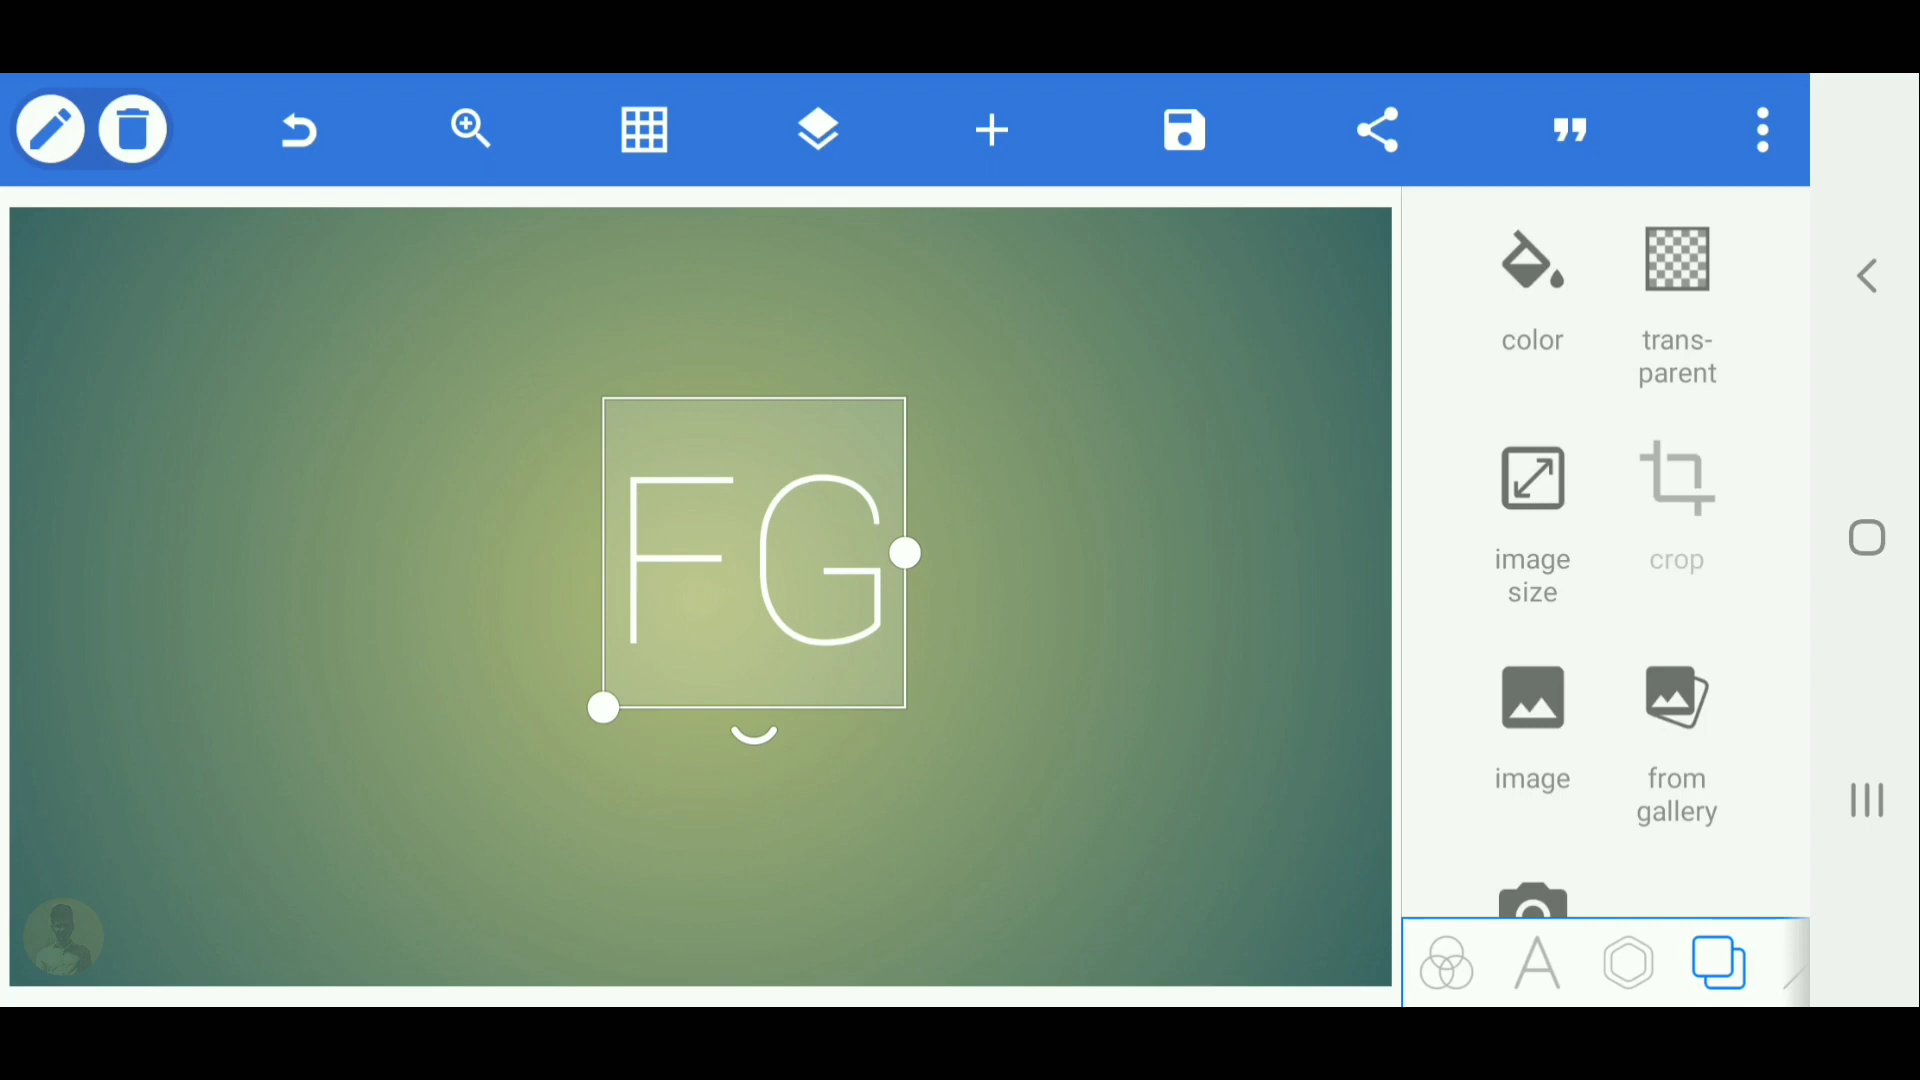 FG
color
trans-
parent
image
size
crop
image
from
gallery